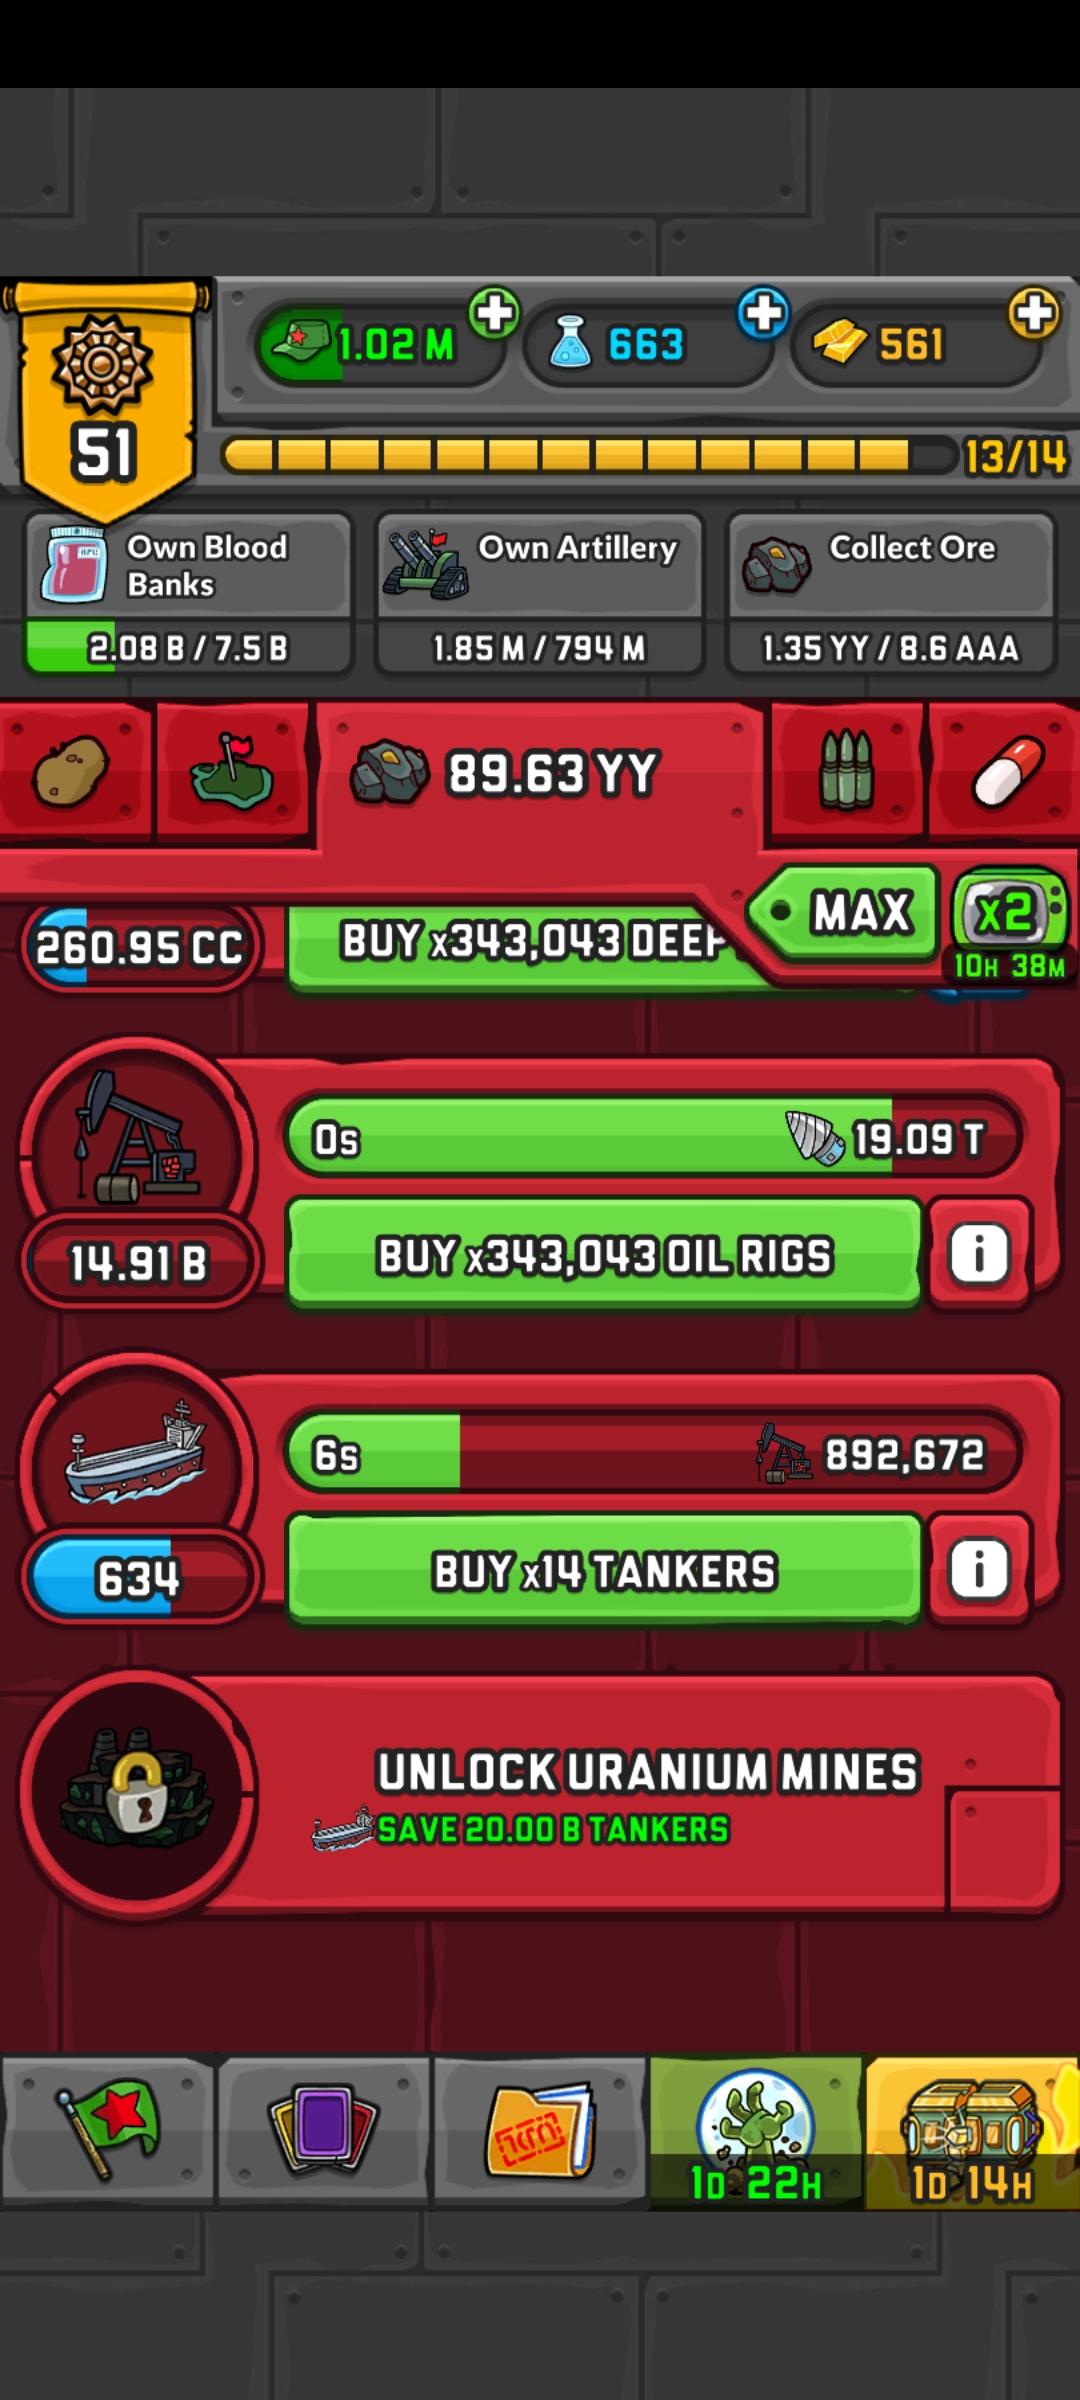 1.02 M
663
561
51
13/14
Own Blood
Banks
2.08 B / 7.5 B
Own Artillery
1.85 M / 794 M
Collect Ore
1.35 YY / 8.6 AAA
89.63 YY
MAX
x2
10H 38M
260.95 CC
BUY x343,043 DEEP
0s
19.09 T
14.91 B
BUY x343,043 OIL RIGS
i
6s
892,672
634
BUY x14 TANKERS
i
UNLOCK URANIUM MINES
SAVE 20.00 B TANKERS
1D 22H
1D 14H